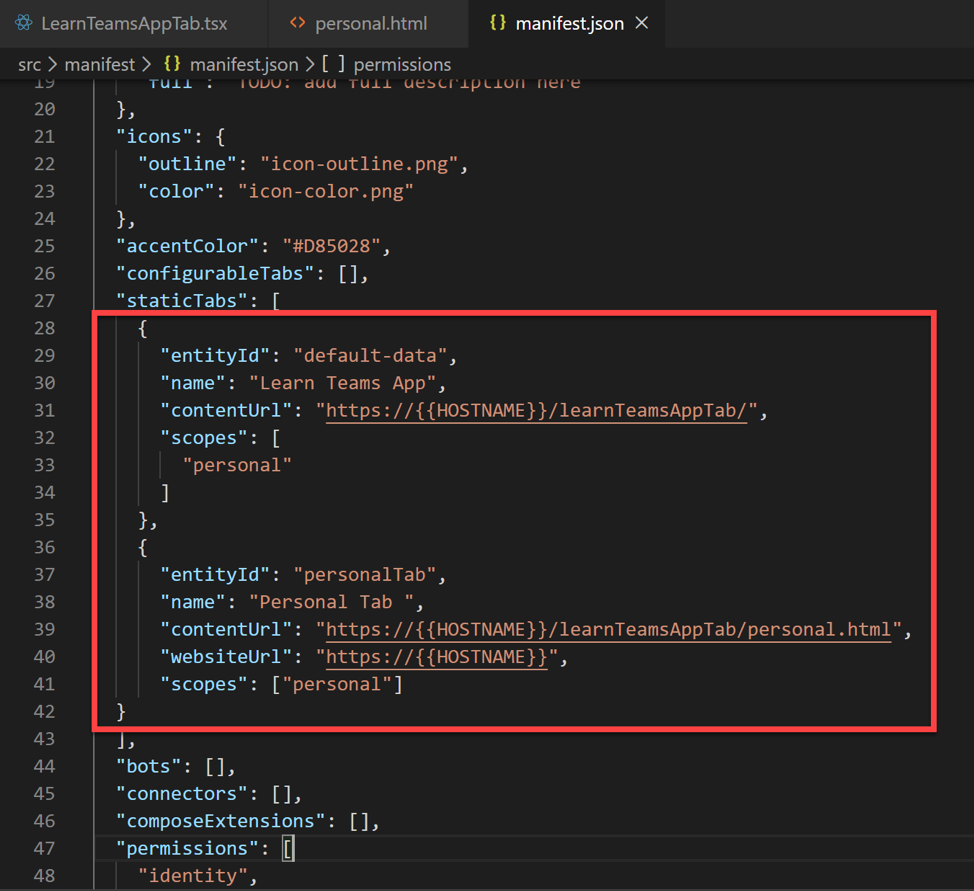 LearnTeamsAppTab.tsx <> personal.html {} manifest.json ×
src > manifest > {} manifest.json > [ ] permissions
19 "full": "TODO: add full description here"
20 },
21 "icons": {
22 "outline": "icon-outline.png",
23 "color": "icon-color.png"
24 },
25 "accentColor": "#D85028",
26 "configurableTabs": [],
27 "staticTabs": [
28 {
29 "entityId": "default-data",
30 "name": "Learn Teams App",
31 "contentUrl": "https://{{HOSTNAME}}/learnTeamsAppTab/",
32 "scopes": [
33 "personal"
34 ]
35 },
36 {
37 "entityId": "personalTab",
38 "name": "Personal Tab ",
39 "contentUrl": "https://{{HOSTNAME}}/learnTeamsAppTab/personal.html",
40 "websiteUrl": "https://{{HOSTNAME}}",
41 "scopes": ["personal"]
42 }
43 ],
44 "bots": [],
45 "connectors": [],
46 "composeExtensions": [],
47 "permissions": [
48 "identity",